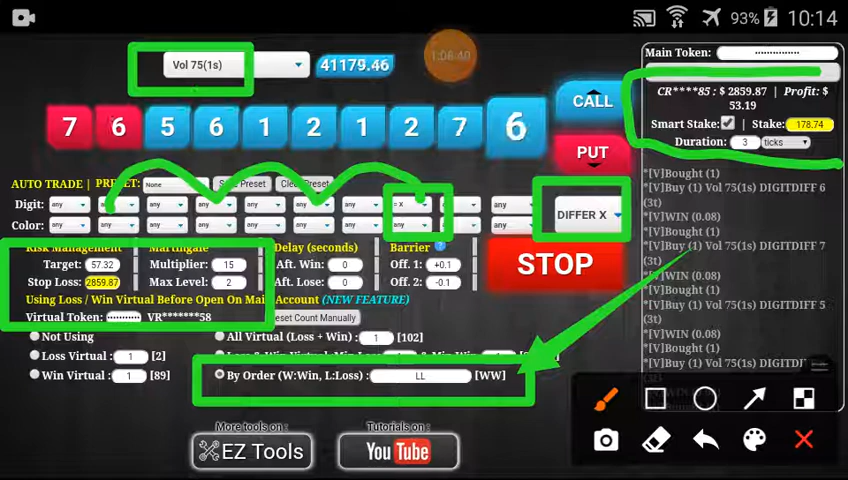 93% 10:14
Vol 75(1s) 41179.46
1:06:40
7 6 5 6 1 2 1 2 7 6
CALL
PUT
Main Token: ••••••••••••••
CR****85: $ 2859.87 | Profit: $
53.19
Smart Stake: | Stake: 178.74
Duration: 3 ticks
AUTO TRADE | PRESET: None Save Preset Clear Preset
Digit: any any any any any any any = X any any
Color: any any any any any any any any any any
DIFFER X
Risk Management Martingale Delay (seconds) Barrier ?
Target: 57.32 Multiplier: 15 Aft. Win: 0 Off. 1: +0.1
Stop Loss: 2859.87 Max Level: 2 Aft. Lose: 0 Off. 2: -0.1
STOP
Using Loss / Win Virtual Before Open On Main Account (NEW FEATURE)
Virtual Token: •••••••••• VR*******58 Reset Count Manually
Not Using All Virtual (Loss + Win) : 1 [102]
Loss Virtual : 1 [2] Loss & Win Virtual, Min Loss & Min Win
Win Virtual : 1 [89] By Order (W:Win, L:Loss) : LL [WW]
*[V]Bought (1)
*[V]Buy (1) Vol 75(1s) DIGITDIFF 6
(3t)
*[V]WIN (0.08)
*[V]Bought (1)
*[V]Buy (1) Vol 75(1s) DIGITDIFF 7
(3t)
*[V]WIN (0.08)
*[V]Bought (1)
*[V]Buy (1) Vol 75(1s) DIGITDIFF 5
(3t)
*[V]WIN (0.08)
*[V]Bought (1)
*[V]Buy (1) Vol 75(1s) DIGITDIFF
More tools on : Tutorials on :
EZ Tools YouTube